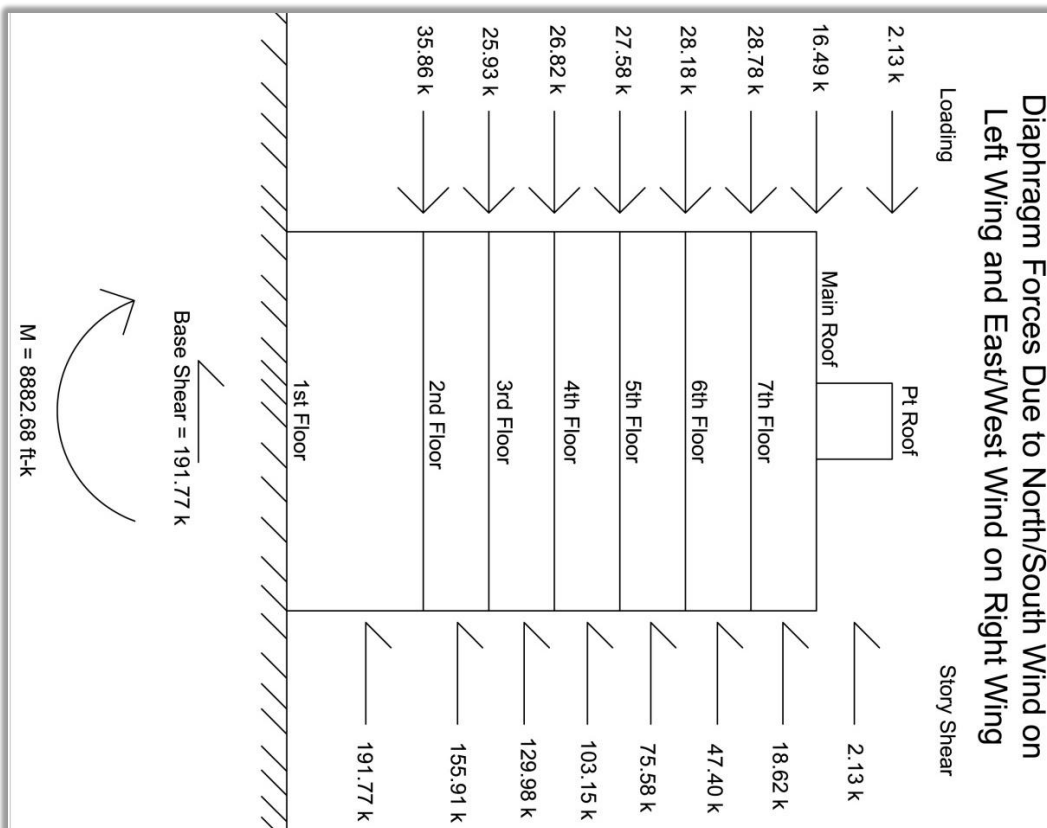 Diaphragm Forces Due to North/South Wind on
Left Wing and East/West Wind on Right Wing
Loading
Story Shear
2.13 k
Pt Roof
2.13 k
16.49 k
Main Roof
18.62 k
28.78 k
7th Floor
47.40 k
28.18 k
6th Floor
75.58 k
27.58 k
5th Floor
103.15 k
26.82 k
4th Floor
129.98 k
25.93 k
3rd Floor
155.91 k
35.86 k
2nd Floor
191.77 k
1st Floor
Base Shear = 191.77 k
M = 8882.68 ft-k